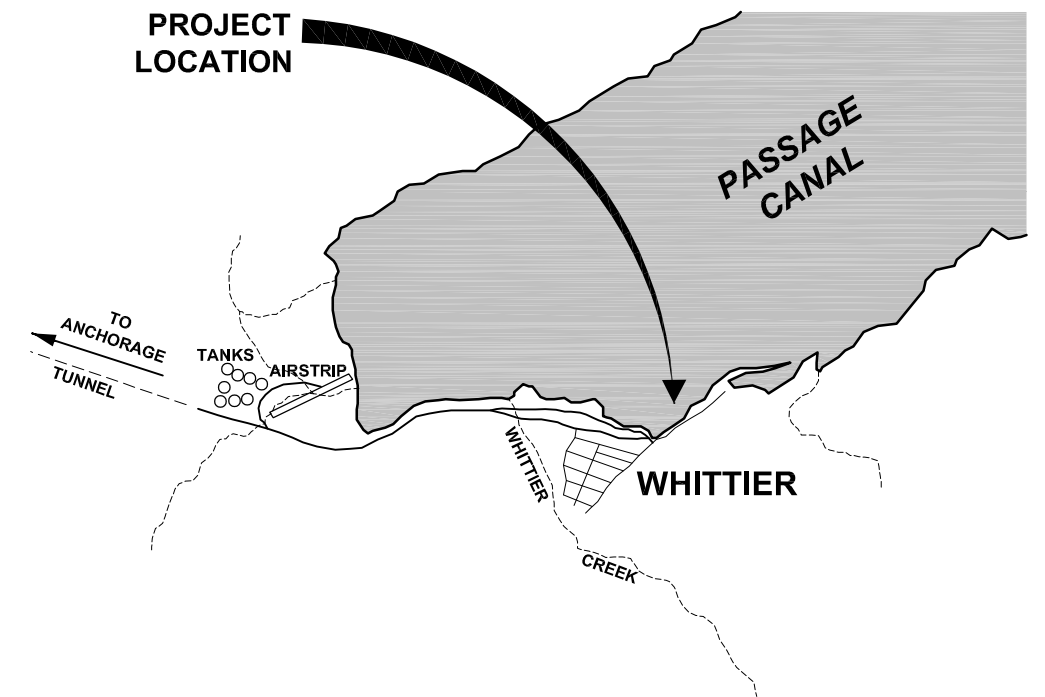 PROJECT
LOCATION
PASSAGE
CANAL
TO
ANCHORAGE
TUNNEL
TANKS
AIRSTRIP
WHITTIER
WHITTIER
CREEK